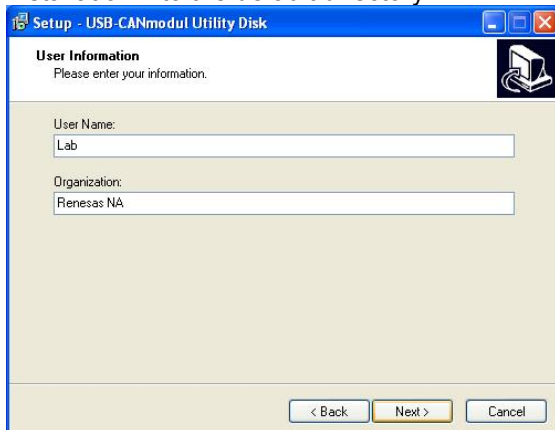 Setup - USB-CANmodul Utility Disk
User Information
Please enter your information.
User Name:
Lab
Organization:
Renesas NA
< Back Next > Cancel